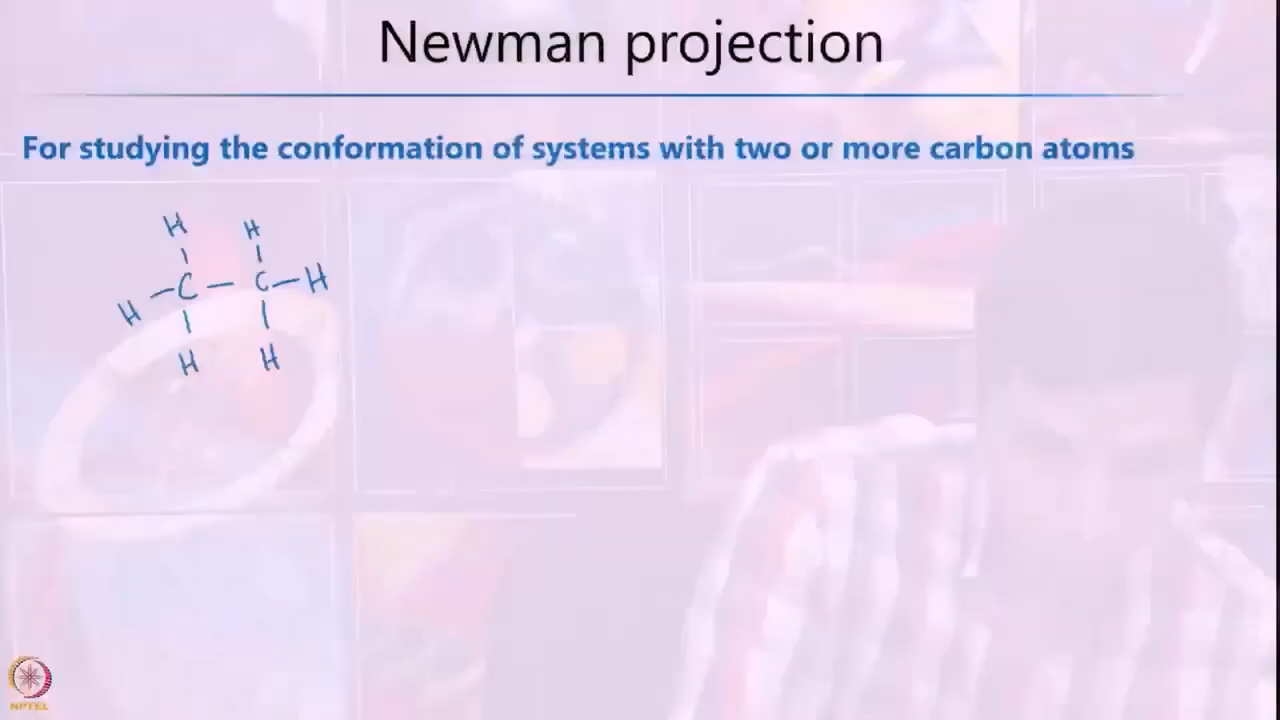 Newman projection
For studying the conformation of systems with two or more carbon atoms
H H
H – C – C – H
H H
NPTEL